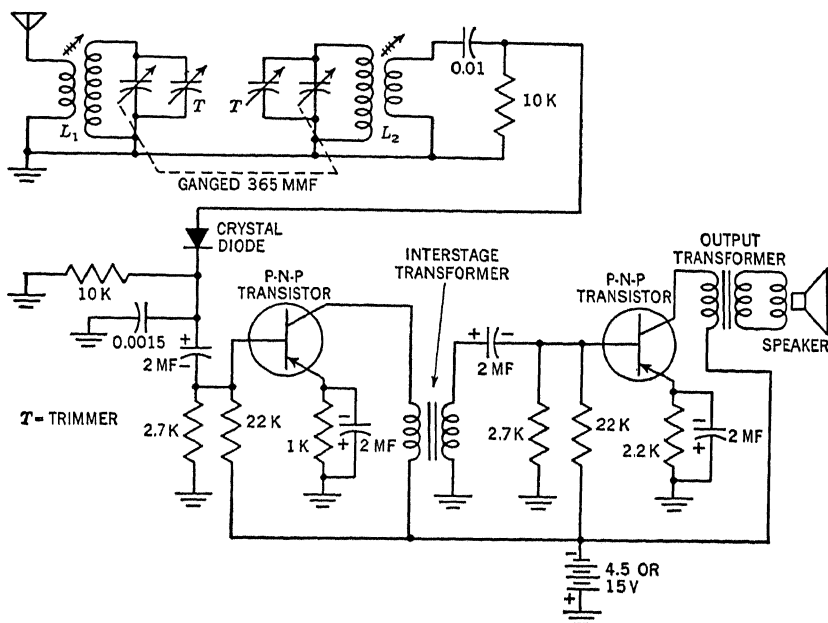 0.01
10 K
T
T
L1
L2
GANGED 365 MMF
CRYSTAL
DIODE
10 K
0.0015
+
2 MF
−
P-N-P
TRANSISTOR
INTERSTAGE
TRANSFORMER
P-N-P
TRANSISTOR
OUTPUT
TRANSFORMER
SPEAKER
+ −
2 MF
T = TRIMMER
2.7 K
22 K
1 K
−
+
2 MF
2.7 K
22 K
2.2 K
−
+
2 MF
−
4.5 OR
15 V
+